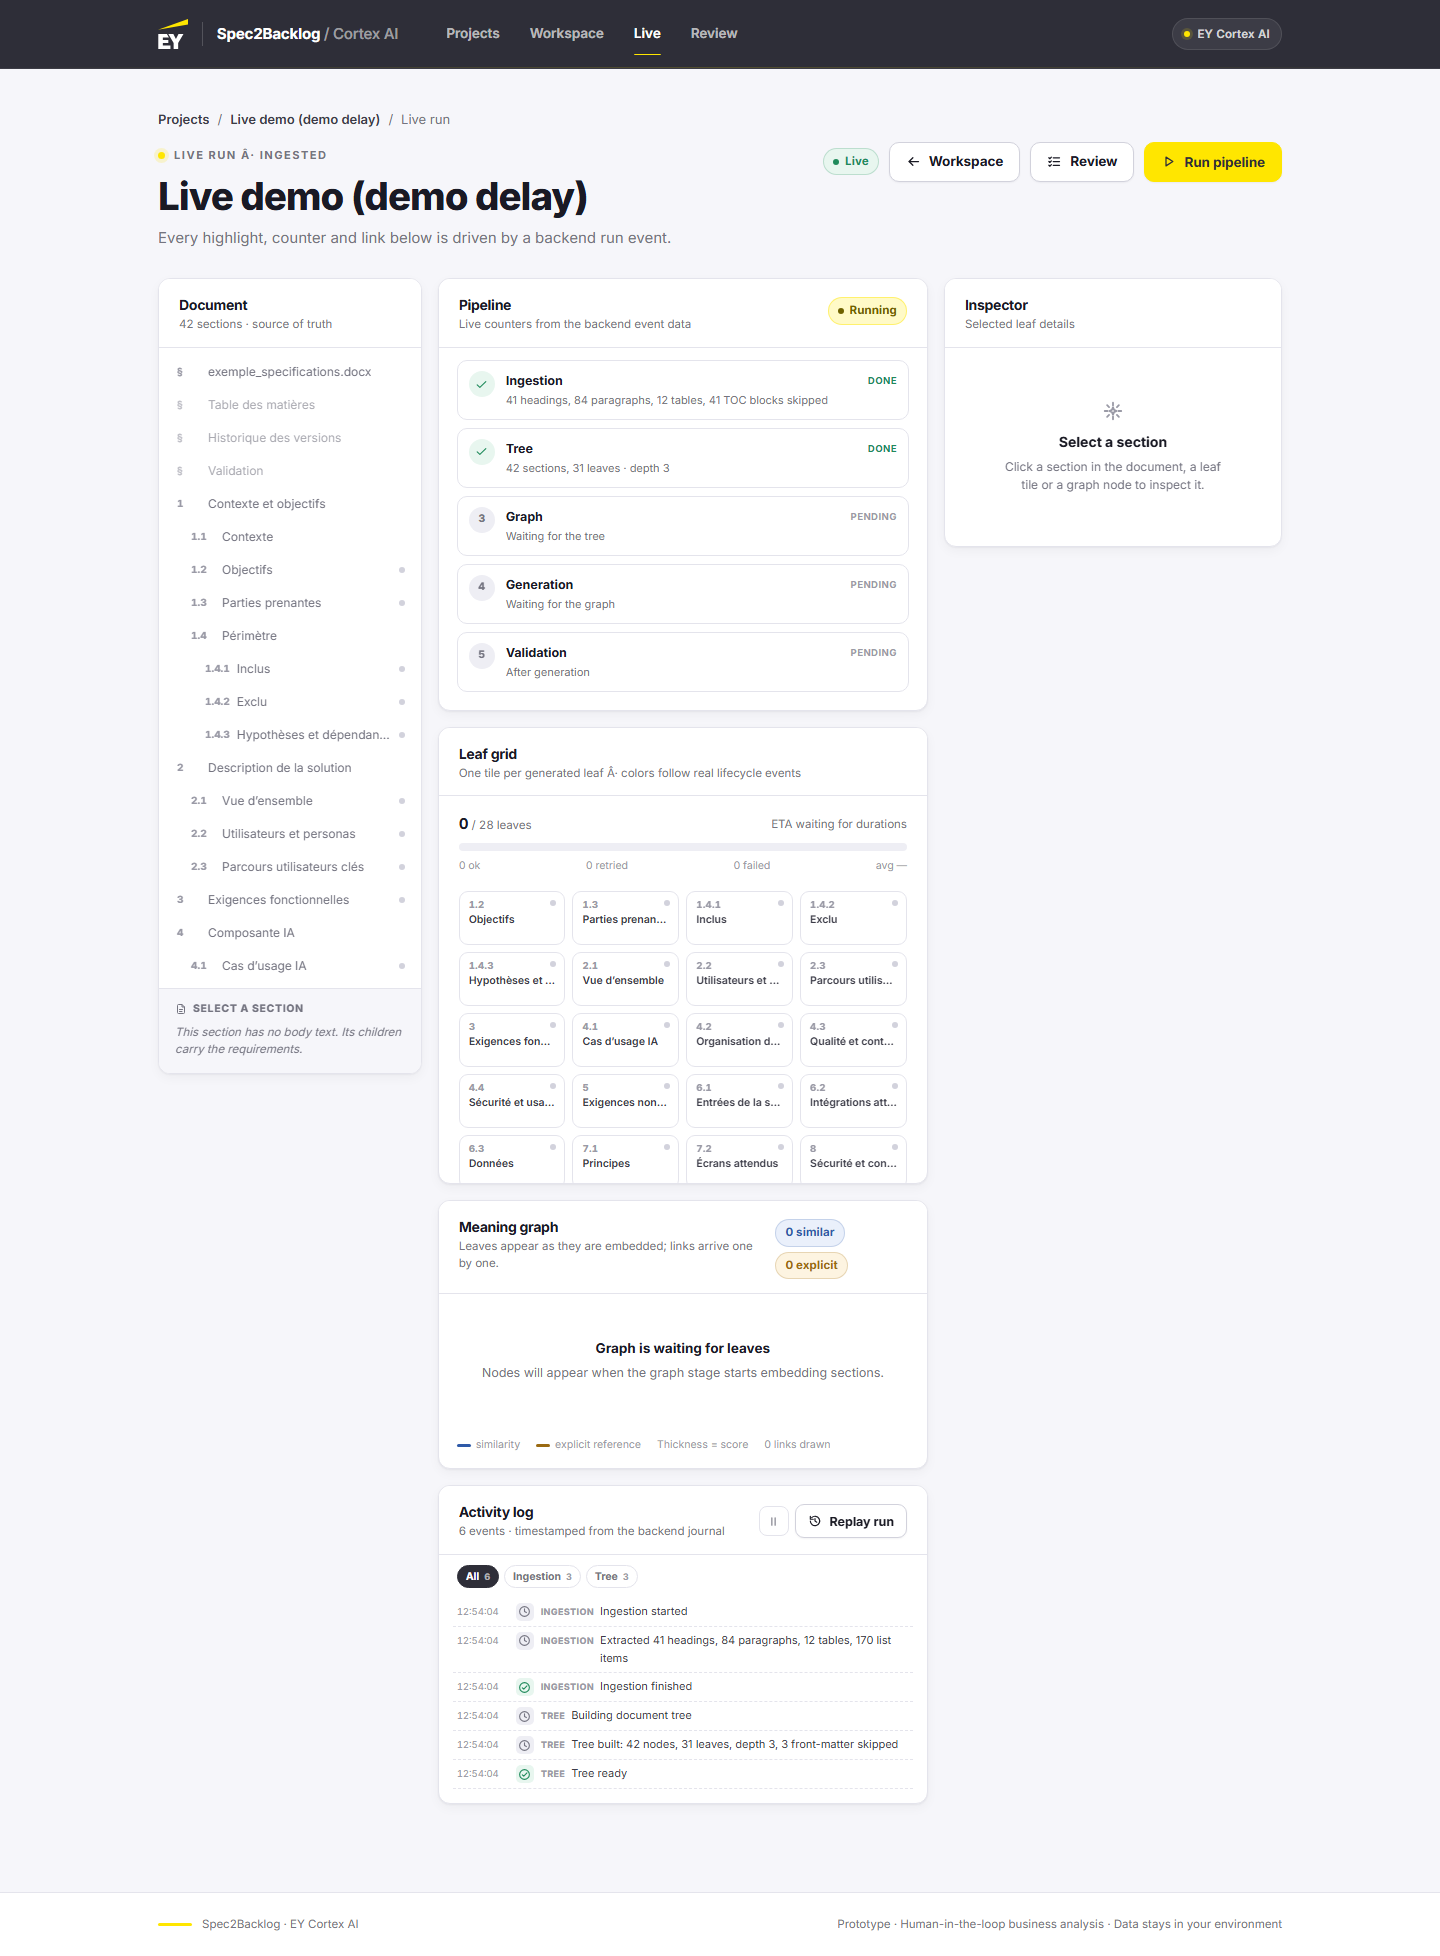 EY
Spec2Backlog / Cortex AI
Projects
Workspace
Live
Review
EY Cortex AI
Projects / Live demo (demo delay) / Live run
LIVE RUN Â· INGESTED
Live
Workspace
Review
Run pipeline
Live demo (demo delay)
Every highlight, counter and link below is driven by a backend run event.
Document
42 sections · source of truth
§ exemple_specifications.docx
§ Table des matières
§ Historique des versions
§ Validation
1 Contexte et objectifs
1.1 Contexte
1.2 Objectifs
1.3 Parties prenantes
1.4 Périmètre
1.4.1 Inclus
1.4.2 Exclu
1.4.3 Hypothèses et dépendan...
2 Description de la solution
2.1 Vue d’ensemble
2.2 Utilisateurs et personas
2.3 Parcours utilisateurs clés
3 Exigences fonctionnelles
4 Composante IA
4.1 Cas d’usage IA
SELECT A SECTION
This section has no body text. Its children
carry the requirements.
Pipeline
Live counters from the backend event data
Running
Ingestion
DONE
41 headings, 84 paragraphs, 12 tables, 41 TOC blocks skipped
Tree
DONE
42 sections, 31 leaves · depth 3
3 Graph
PENDING
Waiting for the tree
4 Generation
PENDING
Waiting for the graph
5 Validation
PENDING
After generation
Leaf grid
One tile per generated leaf Â· colors follow real lifecycle events
0 / 28 leaves
ETA waiting for durations
0 ok
0 retried
0 failed
avg —
1.2
Objectifs
1.3
Parties prenan...
1.4.1
Inclus
1.4.2
Exclu
1.4.3
Hypothèses et ...
2.1
Vue d’ensemble
2.2
Utilisateurs et ...
2.3
Parcours utilis...
3
Exigences fon...
4.1
Cas d’usage IA
4.2
Organisation d...
4.3
Qualité et cont...
4.4
Sécurité et usa...
5
Exigences non...
6.1
Entrées de la s...
6.2
Intégrations att...
6.3
Données
7.1
Principes
7.2
Écrans attendus
8
Sécurité et con...
Meaning graph
Leaves appear as they are embedded; links arrive one
by one.
0 similar
0 explicit
Graph is waiting for leaves
Nodes will appear when the graph stage starts embedding sections.
similarity
explicit reference
Thickness = score
0 links drawn
Activity log
6 events · timestamped from the backend journal
Replay run
All 6
Ingestion 3
Tree 3
12:54:04 INGESTION Ingestion started
12:54:04 INGESTION Extracted 41 headings, 84 paragraphs, 12 tables, 170 list
items
12:54:04 INGESTION Ingestion finished
12:54:04 TREE Building document tree
12:54:04 TREE Tree built: 42 nodes, 31 leaves, depth 3, 3 front-matter skipped
12:54:04 TREE Tree ready
Inspector
Selected leaf details
Select a section
Click a section in the document, a leaf
tile or a graph node to inspect it.
Spec2Backlog · EY Cortex AI
Prototype · Human-in-the-loop business analysis · Data stays in your environment